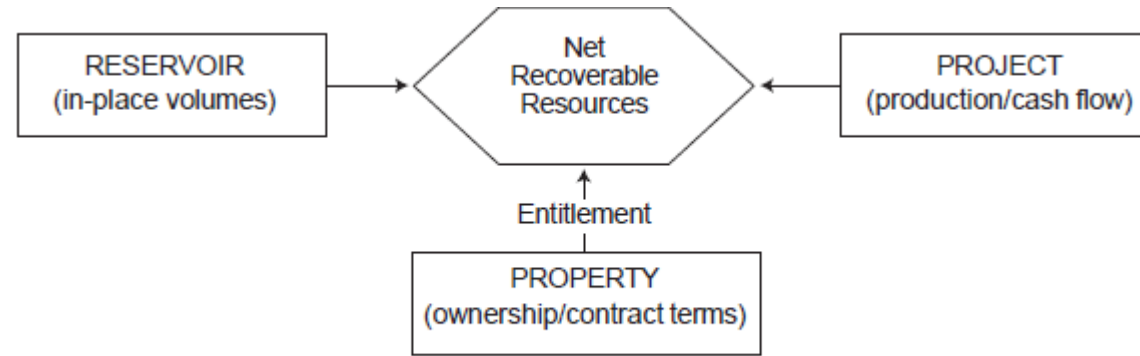 RESERVOIR
(in-place volumes)
Net
Recoverable
Resources
PROJECT
(production/cash flow)
Entitlement
PROPERTY
(ownership/contract terms)